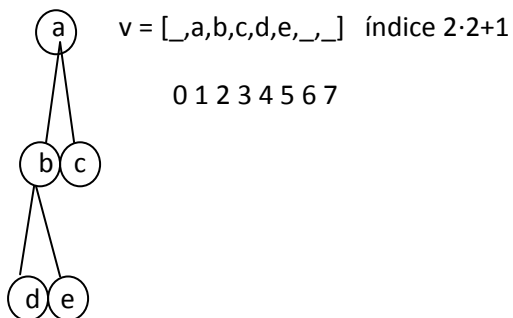 a v = [_,a,b,c,d,e,_,_] índice 2·2+1
0 1 2 3 4 5 6 7
b c
d e